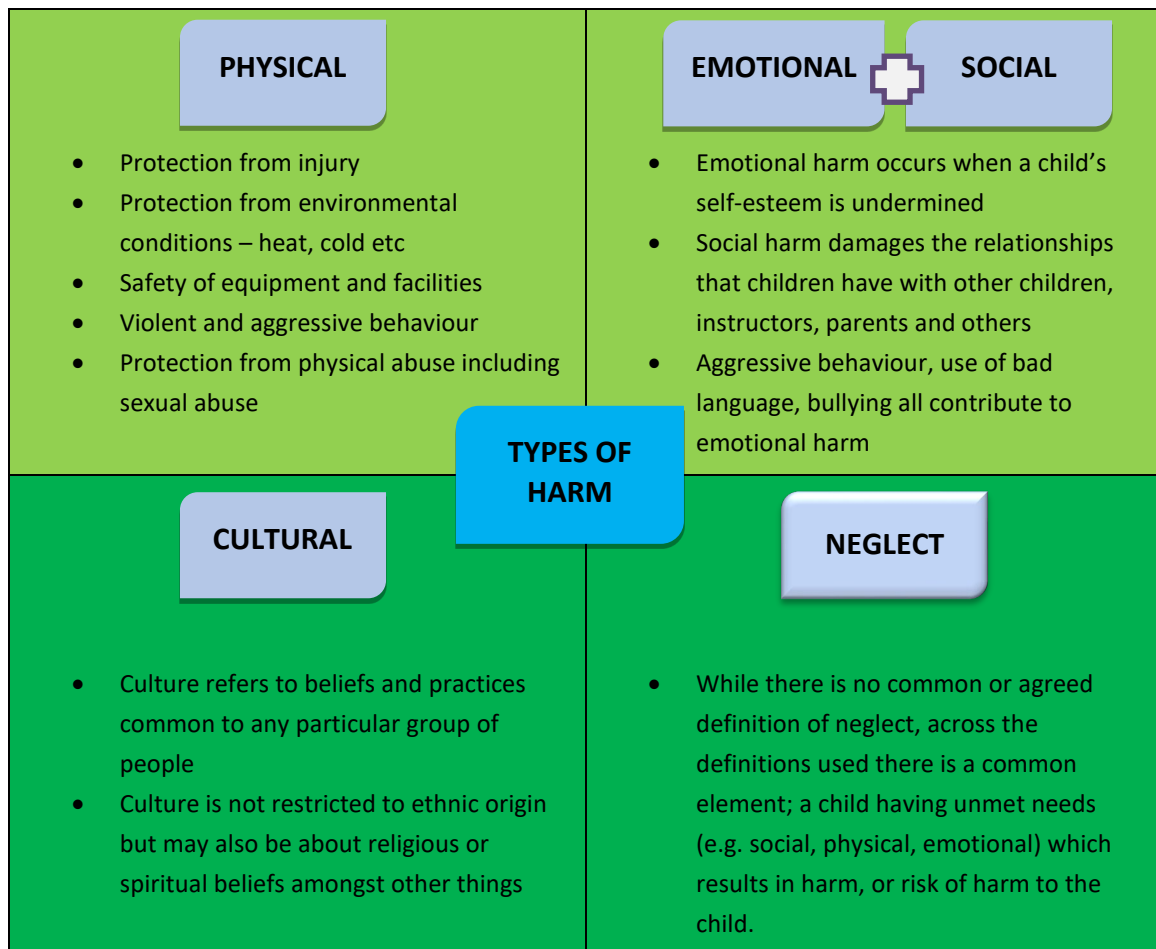 PHYSICAL
• Protection from injury
• Protection from environmental
conditions – heat, cold etc
• Safety of equipment and facilities
• Violent and aggressive behaviour
• Protection from physical abuse including
sexual abuse
EMOTIONAL
SOCIAL
• Emotional harm occurs when a child’s
self-esteem is undermined
• Social harm damages the relationships
that children have with other children,
instructors, parents and others
• Aggressive behaviour, use of bad
language, bullying all contribute to
emotional harm
TYPES OF
HARM
CULTURAL
• Culture refers to beliefs and practices
common to any particular group of
people
• Culture is not restricted to ethnic origin
but may also be about religious or
spiritual beliefs amongst other things
NEGLECT
• While there is no common or agreed
definition of neglect, across the
definitions used there is a common
element; a child having unmet needs
(e.g. social, physical, emotional) which
results in harm, or risk of harm to the
child.